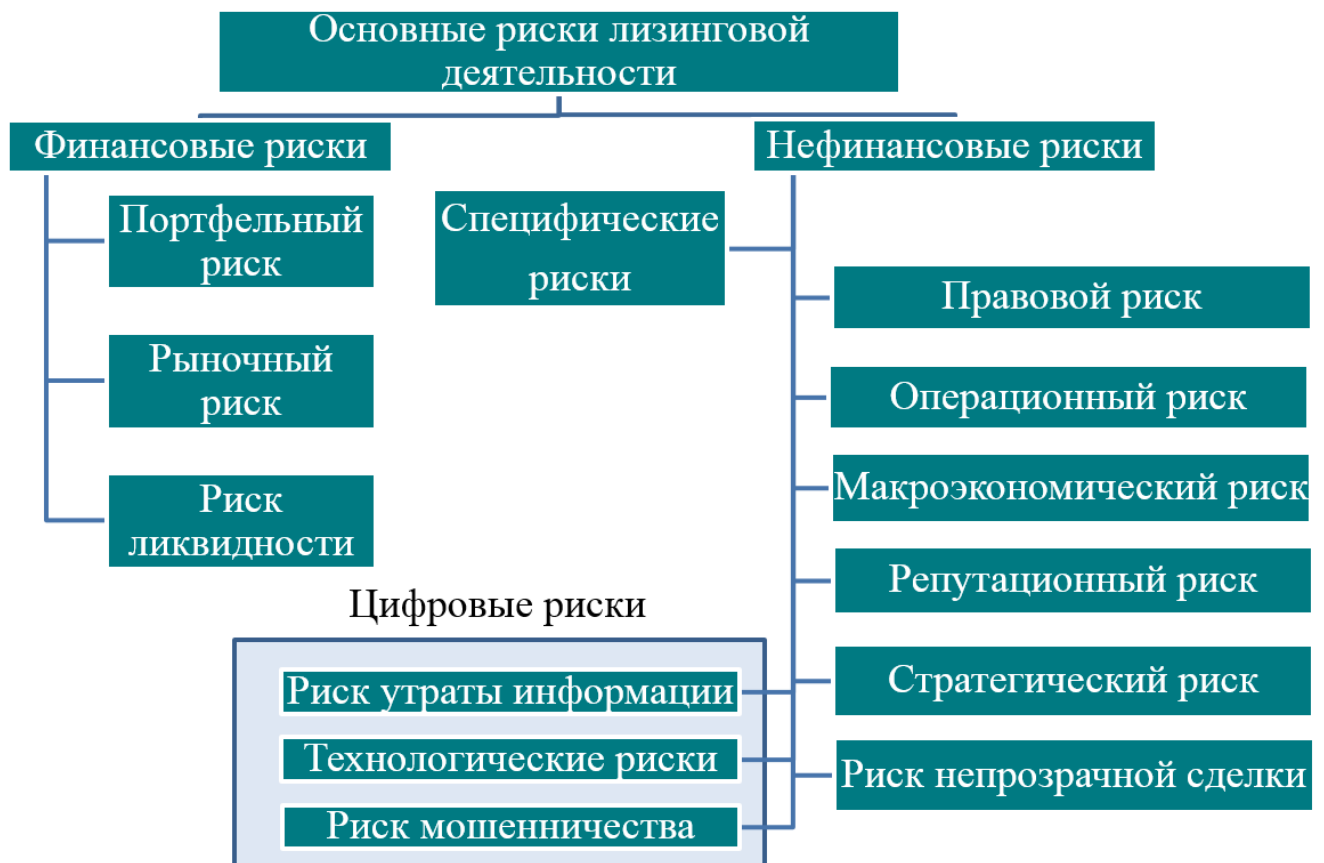 Основные риски лизинговой
деятельности
Финансовые риски
Нефинансовые риски
Портфельный
риск
Рыночный
риск
Риск
ликвидности
Специфические
риски
Правовой риск
Операционный риск
Макроэкономический риск
Репутационный риск
Стратегический риск
Риск непрозрачной сделки
Цифровые риски
Риск утраты информации
Технологические риски
Риск мошенничества